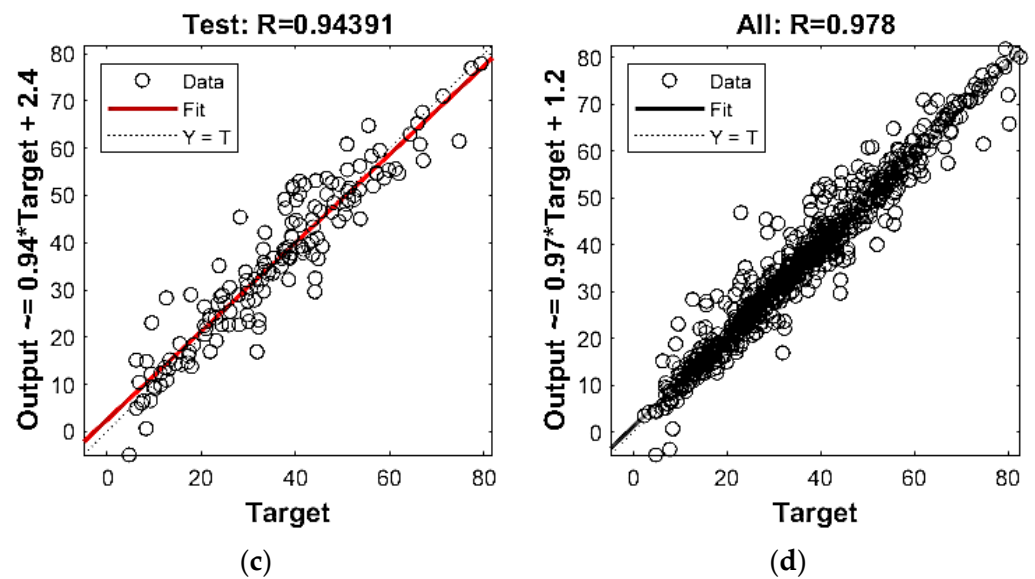 Test: R=0.94391
Output ~= 0.94*Target + 2.4
80
70
60
50
40
30
20
10
0
Data
Fit
Y = T
0 20 40 60 80
Target
(c)
All: R=0.978
Output ~= 0.97*Target + 1.2
80
70
60
50
40
30
20
10
0
Data
Fit
Y = T
0 20 40 60 80
Target
(d)